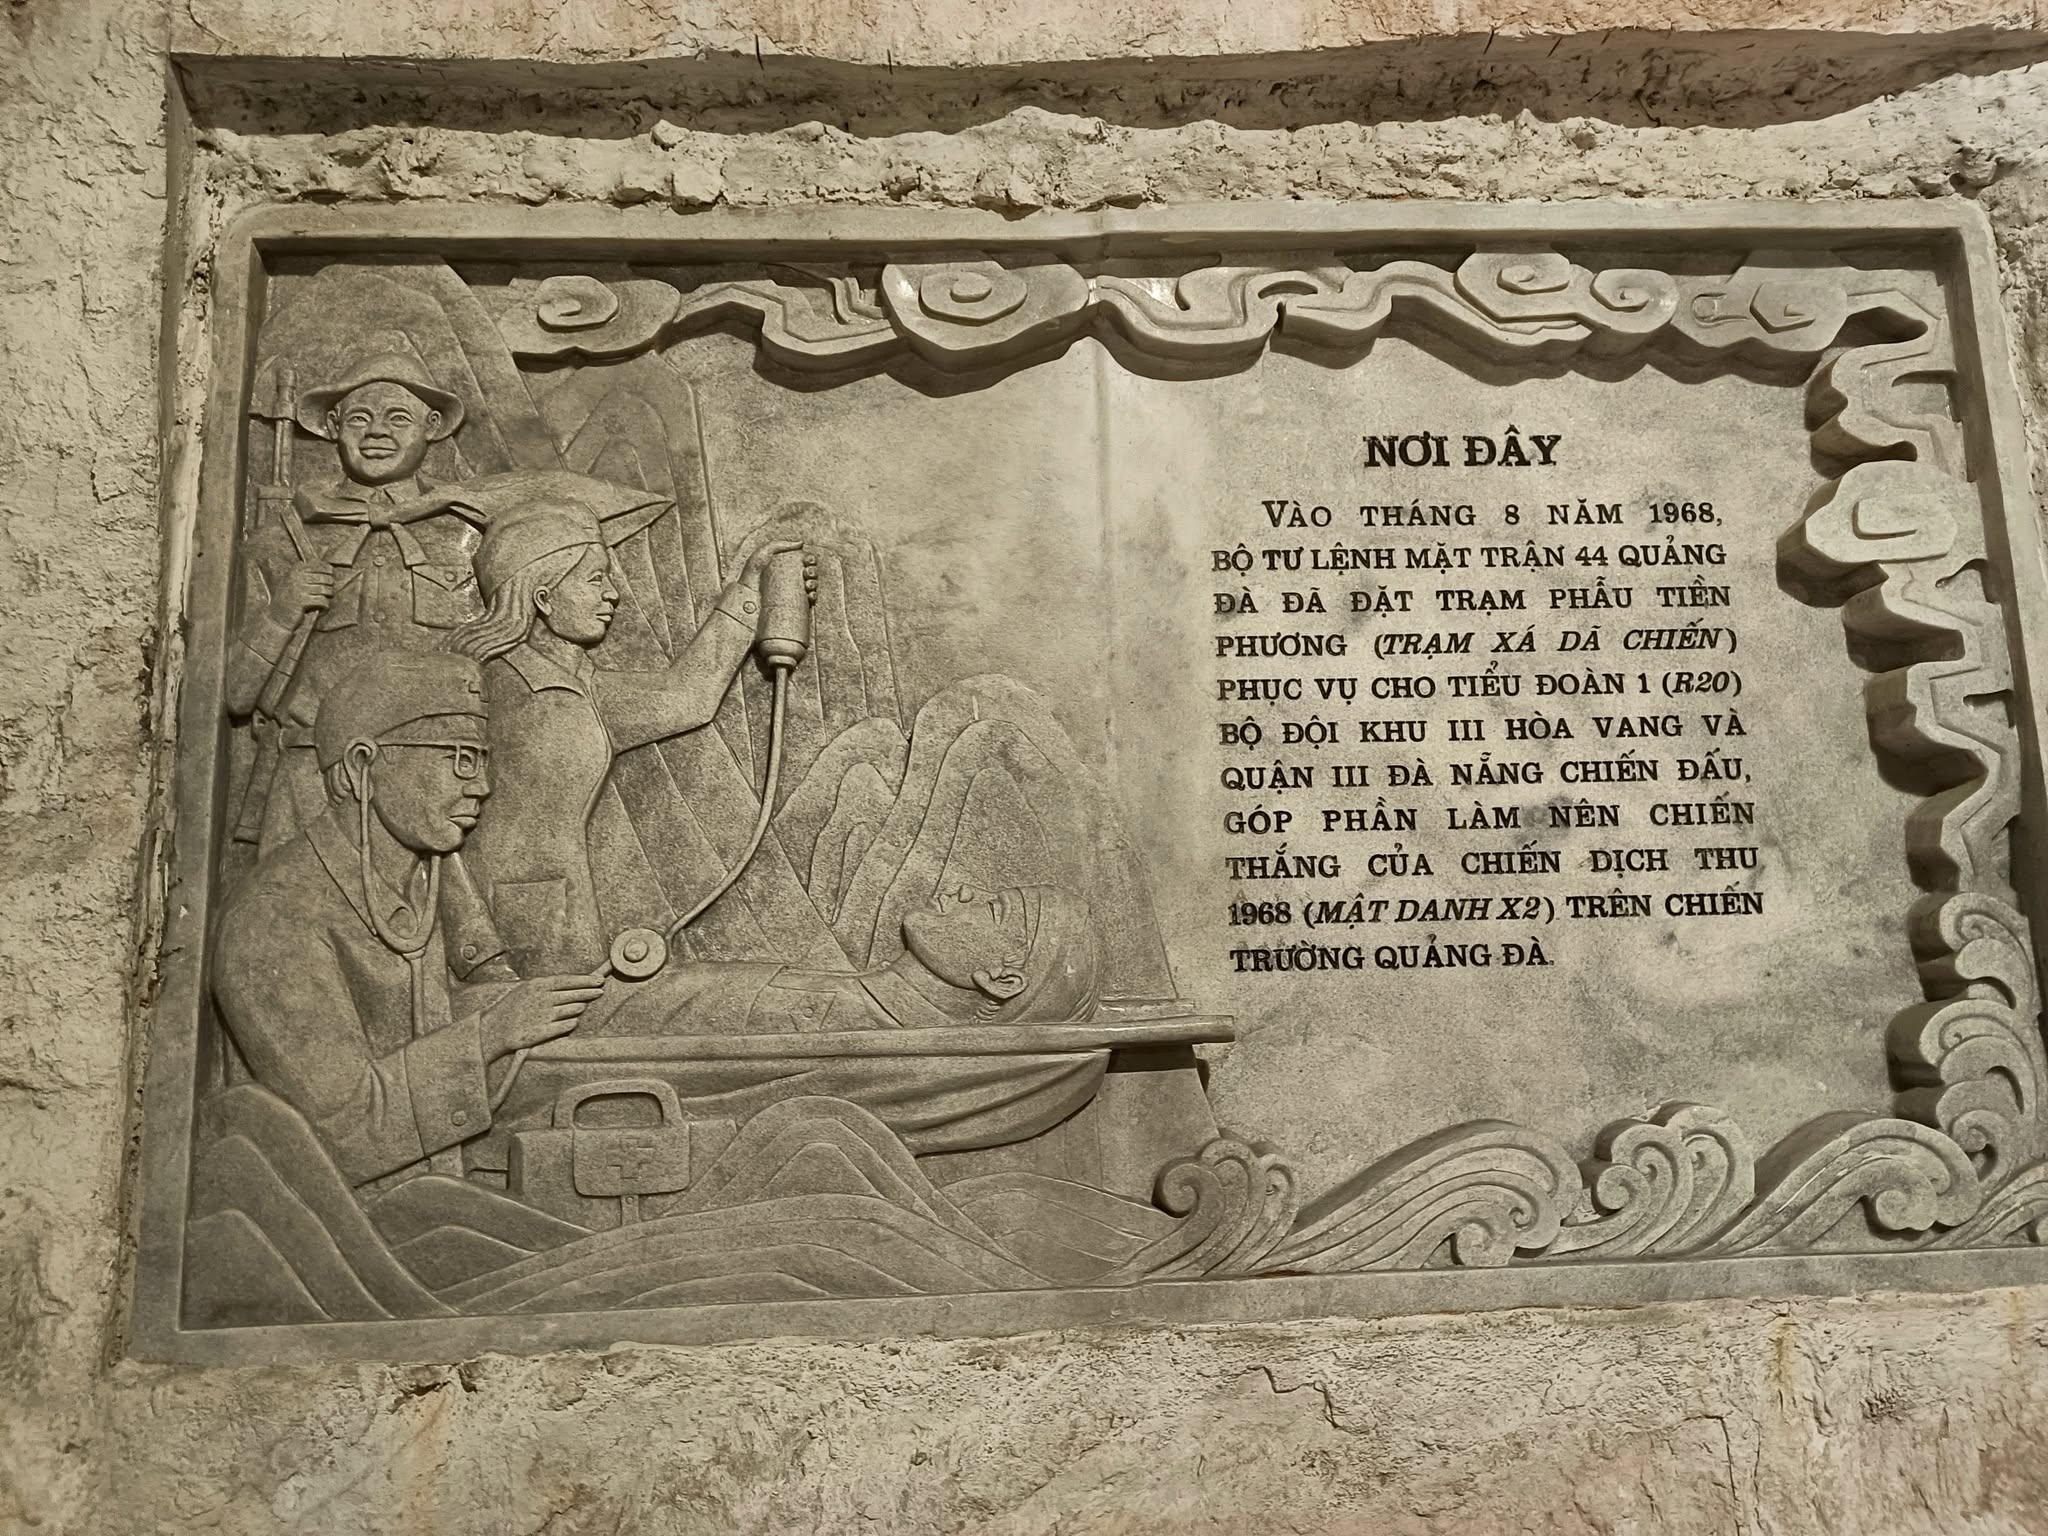 NƠI ĐÂY
VÀO THÁNG 8 NĂM 1968,
BỘ TƯ LỆNH MẶT TRẬN 44 QUẢNG
ĐÀ ĐÃ ĐẶT TRẠM PHẪU TIỀN
PHƯƠNG (TRẠM XÁ DÃ CHIẾN)
PHỤC VỤ CHO TIỂU ĐOÀN 1 (R20)
BỘ ĐỘI KHU III HÒA VANG VÀ
QUẬN III ĐÀ NẴNG CHIẾN ĐẤU,
GÓP PHẦN LÀM NÊN CHIẾN
THẮNG CỦA CHIẾN DỊCH THU
1968 (MẬT DANH X2) TRÊN CHIẾN
TRƯỜNG QUẢNG ĐÀ.